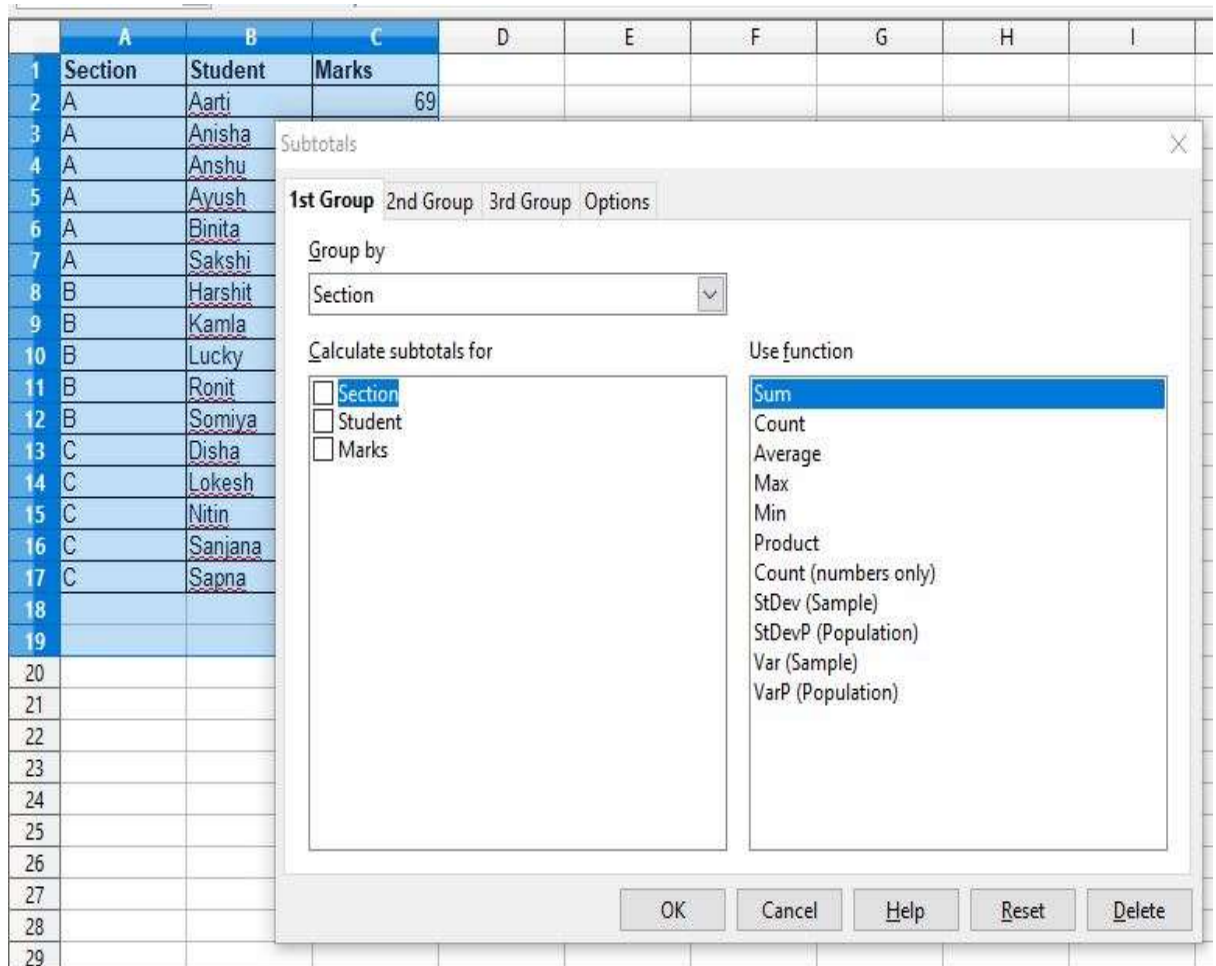 A B C D E F G H I
1 Section Student Marks
2 A Aarti 69
3 A Anisha
4 A Anshu
5 A Ayush
6 A Binita
7 A Sakshi
8 B Harshit
9 B Kamla
10 B Lucky
11 B Ronit
12 B Somiya
13 C Disha
14 C Lokesh
15 C Nitin
16 C Sanjana
17 C Sapna
18
19
20
21
22
23
24
25
26
27
28
29
Subtotals
1st Group 2nd Group 3rd Group Options
Group by
Section
Calculate subtotals for
Section
Student
Marks
Use function
Sum
Count
Average
Max
Min
Product
Count (numbers only)
StDev (Sample)
StDevP (Population)
Var (Sample)
VarP (Population)
OK Cancel Help Reset Delete